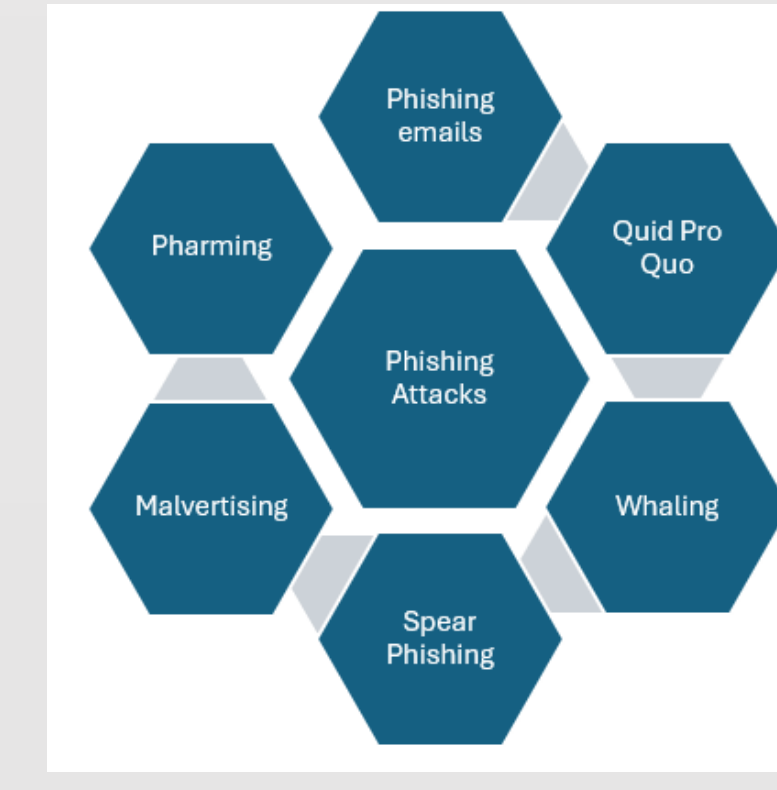 Phishing
emails
Pharming
Quid Pro
Quo
Phishing
Attacks
Malvertising
Whaling
Spear
Phishing